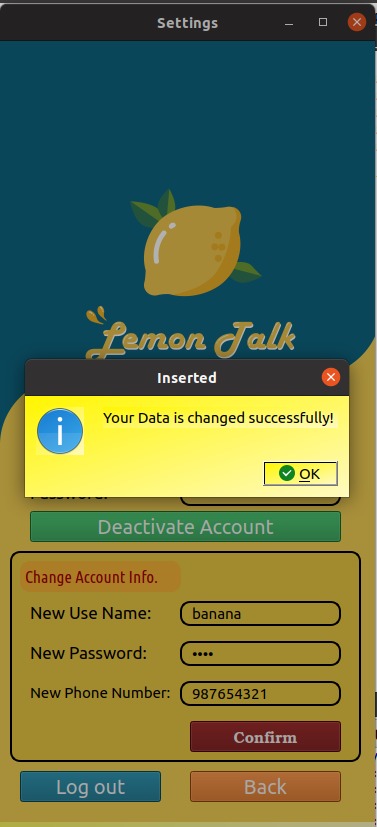 Settings
Lemon Talk
Inserted
Your Data is changed successfully!
OK
Deactivate Account
Change Account Info.
New Use Name: banana
New Password: ••••
New Phone Number: 987654321
Confirm
Log out Back